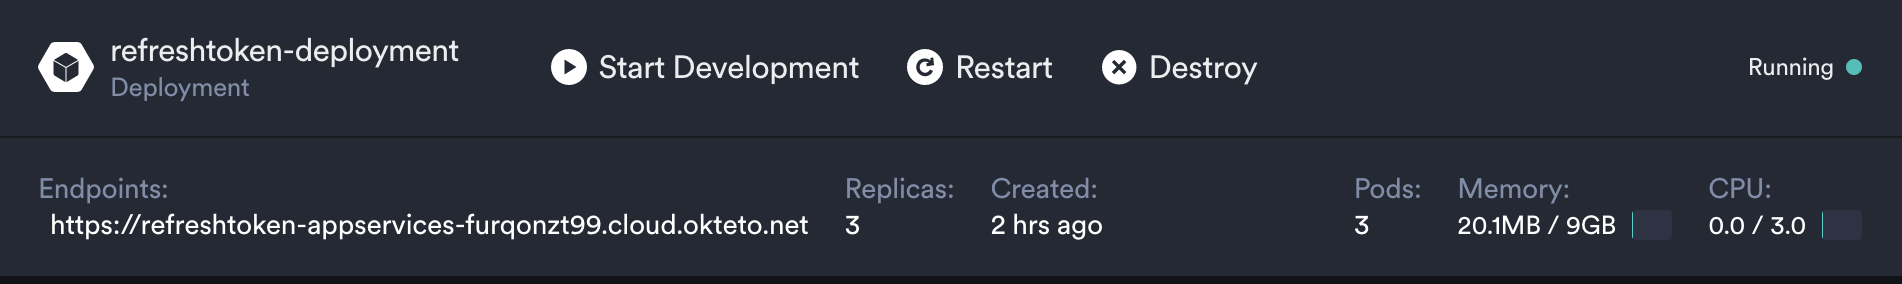 refreshtoken-deployment
Deployment
Start Development
Restart
Destroy
Running
Endpoints:
https://refreshtoken-appservices-furqonzt99.cloud.okteto.net
Replicas:
3
Created:
2 hrs ago
Pods:
3
Memory:
20.1MB / 9GB
CPU:
0.0 / 3.0